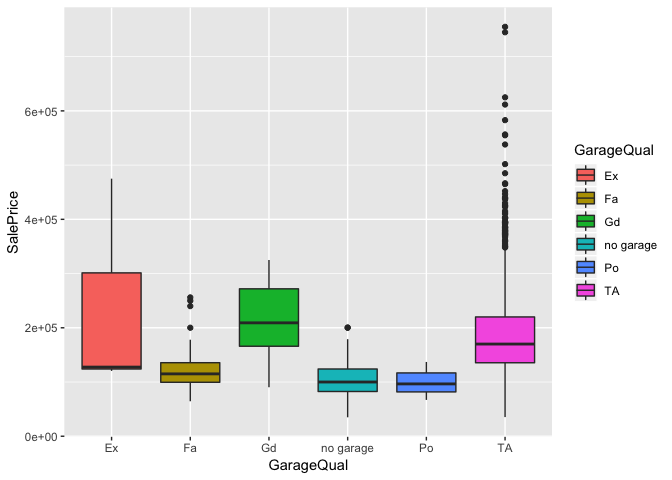 6e+05
4e+05
2e+05
0e+00
SalePrice
Ex Fa Gd no garage Po TA
GarageQual
GarageQual
Ex
Fa
Gd
no garage
Po
TA